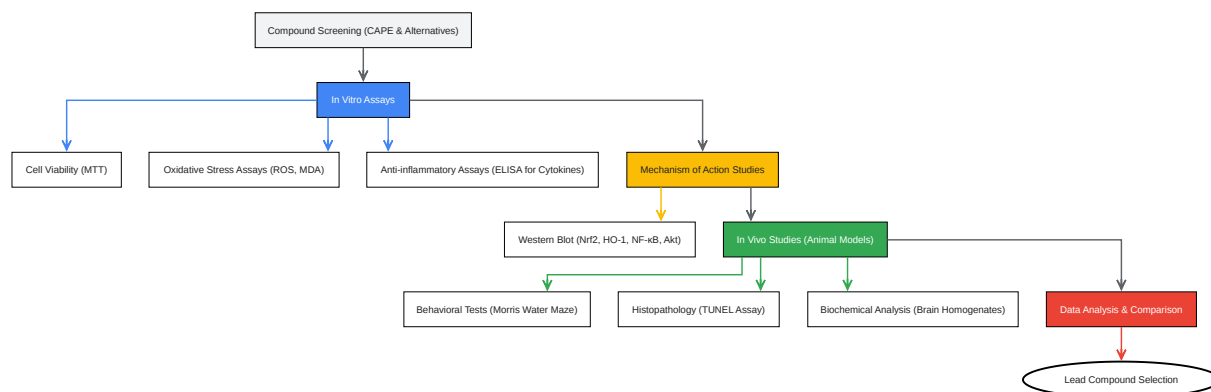 Compound Screening (CAPE & Alternatives)
In Vitro Assays
Cell Viability (MTT)
Oxidative Stress Assays (ROS, MDA)
Anti-inflammatory Assays (ELISA for Cytokines)
Mechanism of Action Studies
Western Blot (Nrf2, HO-1, NF-κB, Akt)
In Vivo Studies (Animal Models)
Behavioral Tests (Morris Water Maze)
Histopathology (TUNEL Assay)
Biochemical Analysis (Brain Homogenates)
Data Analysis & Comparison
Lead Compound Selection